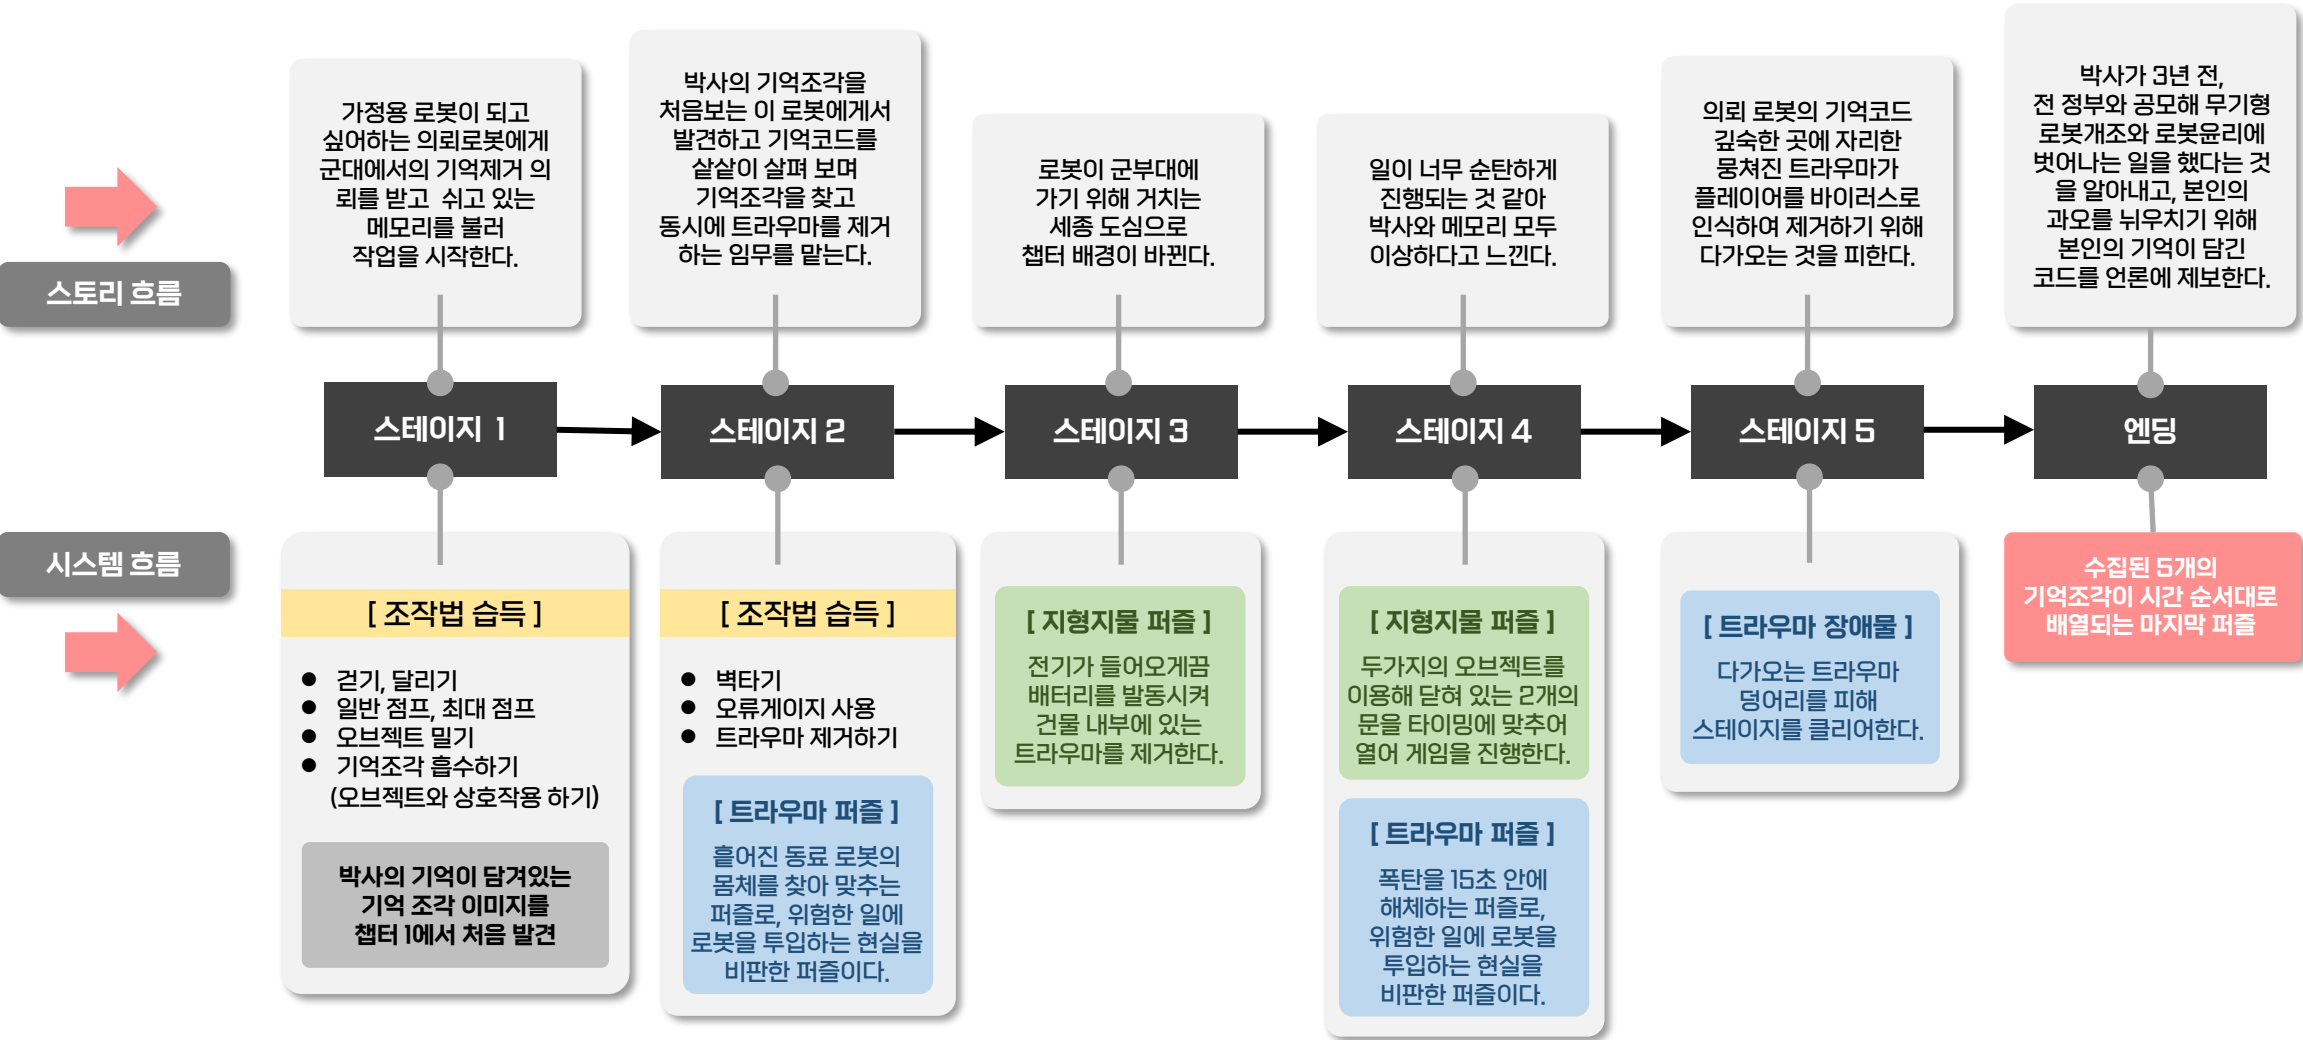 가정용 로봇이 되고
싶어하는 의뢰로봇에게
군대에서의 기억제거 의
뢰를 받고 쉬고 있는
메모리를 불러
작업을 시작한다.
박사의 기억조각을
처음보는 이 로봇에게서
발견하고 기억코드를
샅샅이 살펴 보며
기억조각을 찾고
동시에 트라우마를 제거
하는 임무를 맡는다.
로봇이 군부대에
가기 위해 거치는
세종 도심으로
챕터 배경이 바뀐다.
일이 너무 순탄하게
진행되는 것 같아
박사와 메모리 모두
이상하다고 느낀다.
의뢰 로봇의 기억코드
깊숙한 곳에 자리한
뭉쳐진 트라우마가
플레이어를 바이러스로
인식하여 제거하기 위해
다가오는 것을 피한다.
박사가 3년 전,
전 정부와 공모해 무기형
로봇개조와 로봇윤리에
벗어나는 일을 했다는 것
을 알아내고, 본인의
과오를 뉘우치기 위해
본인의 기억이 담긴
코드를 언론에 제보한다.
스토리 흐름
스테이지 1
스테이지 2
스테이지 3
스테이지 4
스테이지 5
엔딩
시스템 흐름
[ 조작법 습득 ]
● 걷기, 달리기
● 일반 점프, 최대 점프
● 오브젝트 밀기
● 기억조각 흡수하기
(오브젝트와 상호작용 하기)
박사의 기억이 담겨있는
기억 조각 이미지를
챕터 1에서 처음 발견
[ 조작법 습득 ]
● 벽타기
● 오류게이지 사용
● 트라우마 제거하기
[ 트라우마 퍼즐 ]
흩어진 동료 로봇의
몸체를 찾아 맞추는
퍼즐로, 위험한 일에
로봇을 투입하는 현실을
비판한 퍼즐이다.
[ 지형지물 퍼즐 ]
전기가 들어오게끔
배터리를 발동시켜
건물 내부에 있는
트라우마를 제거한다.
[ 지형지물 퍼즐 ]
두가지의 오브젝트를
이용해 닫혀 있는 2개의
문을 타이밍에 맞추어
열어 게임을 진행한다.
[ 트라우마 퍼즐 ]
폭탄을 15초 안에
해체하는 퍼즐로,
위험한 일에 로봇을
투입하는 현실을
비판한 퍼즐이다.
[ 트라우마 장애물 ]
다가오는 트라우마
덩어리를 피해
스테이지를 클리어한다.
수집된 5개의
기억조각이 시간 순서대로
배열되는 마지막 퍼즐